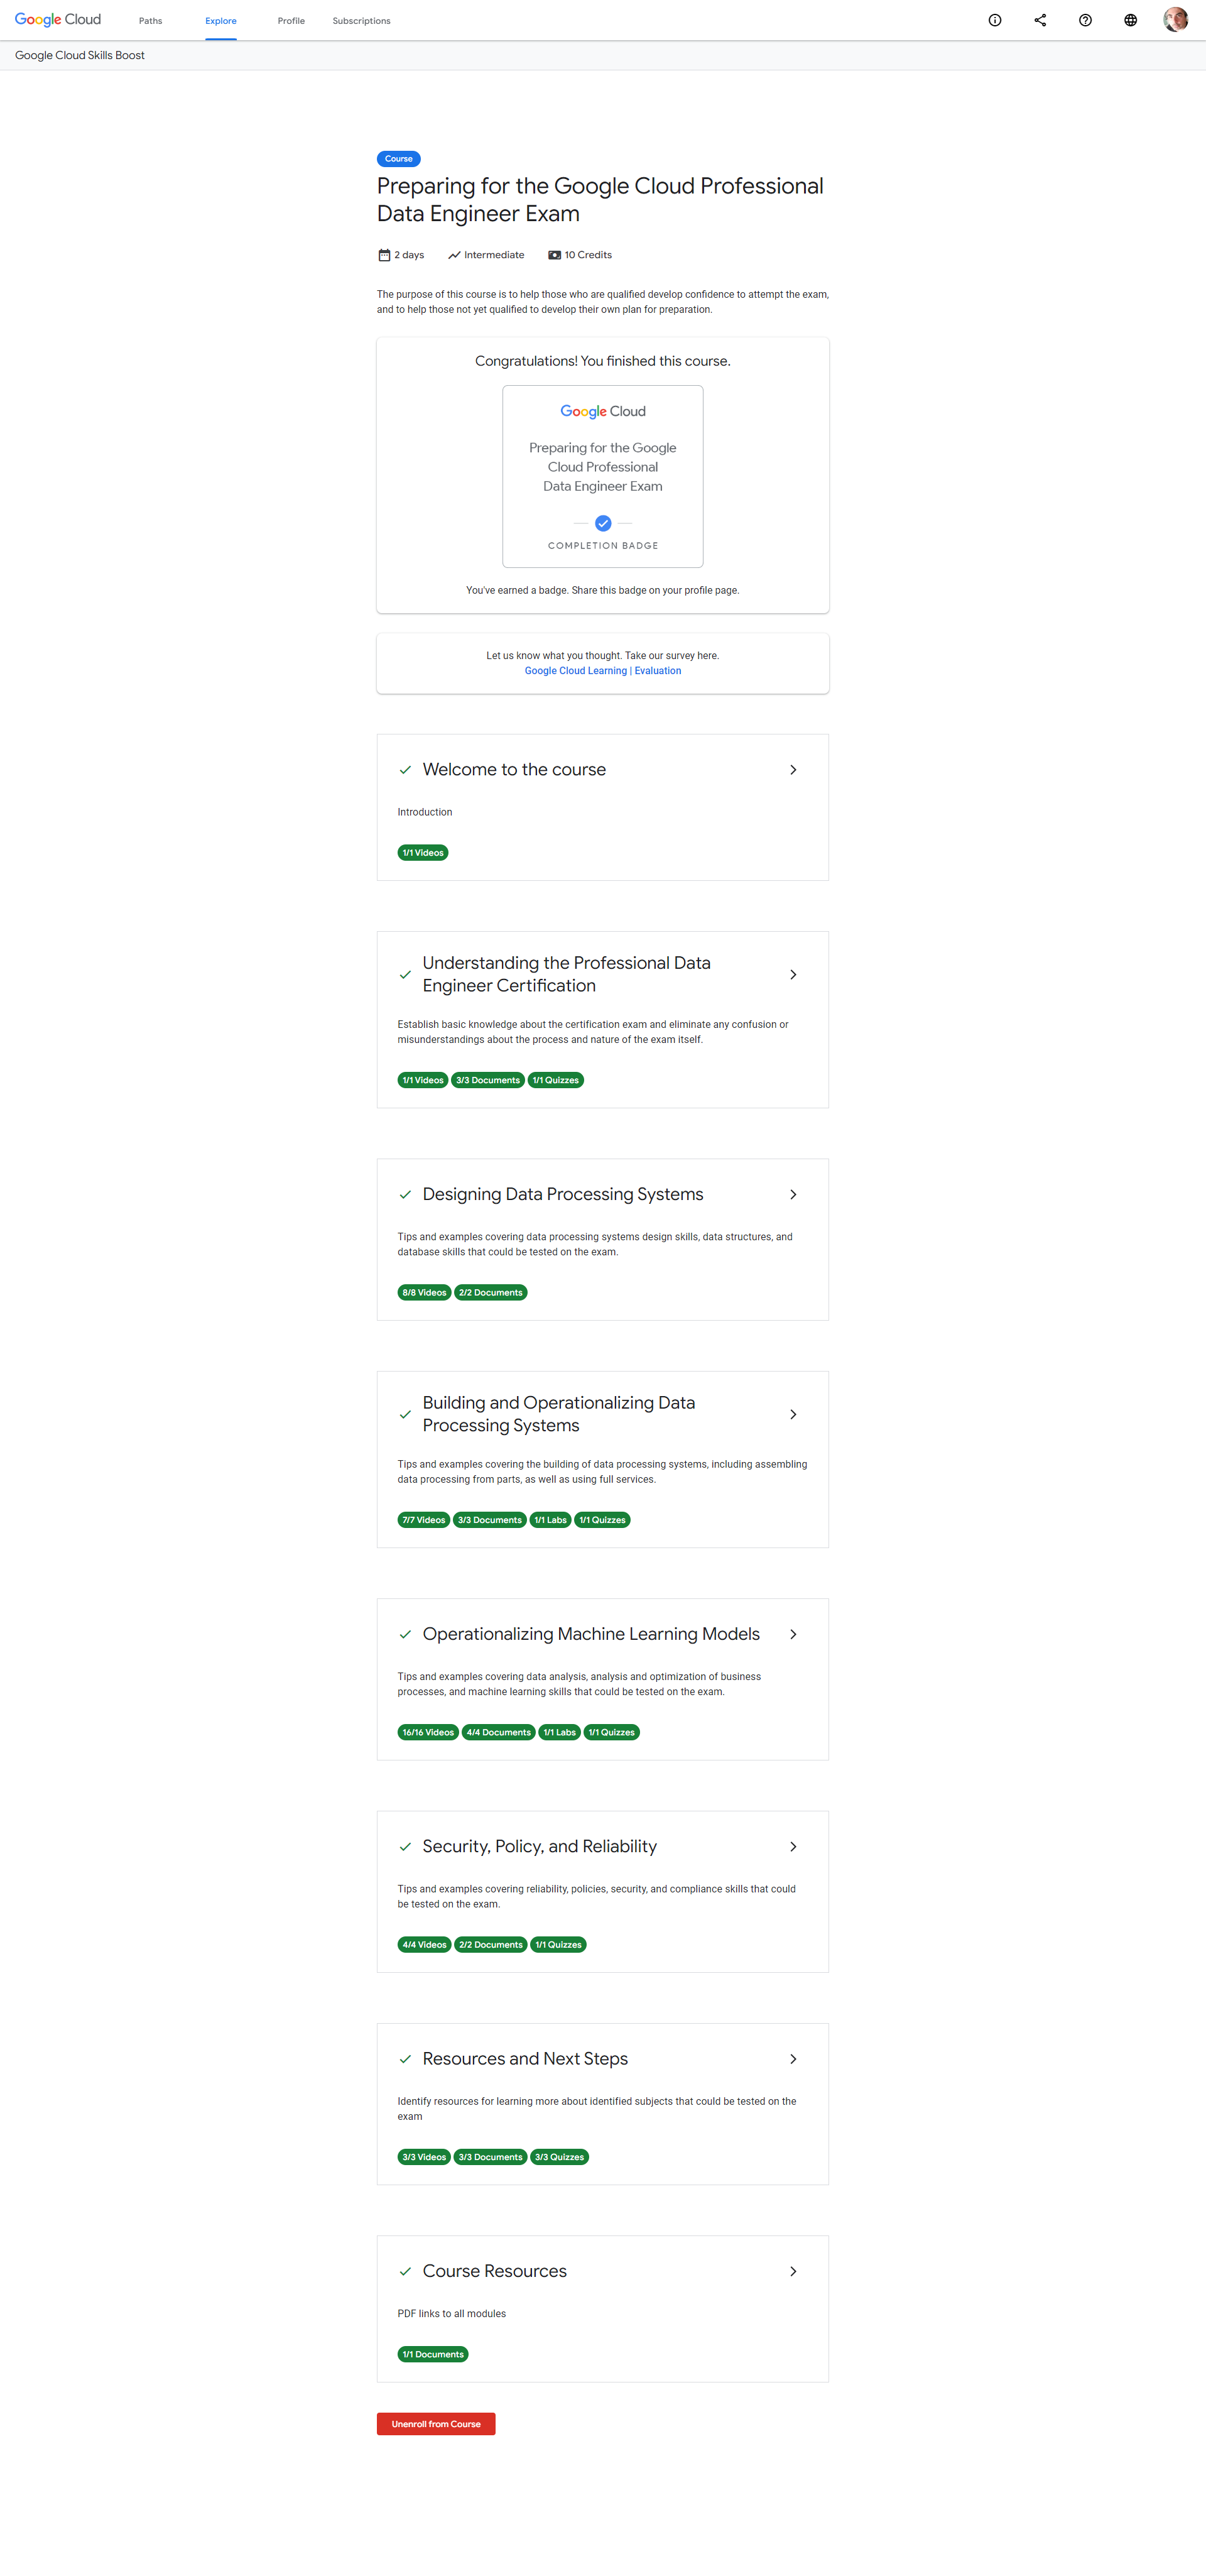 Google Cloud
Paths
Explore
Profile
Subscriptions
Google Cloud Skills Boost
Course
Preparing for the Google Cloud Professional
Data Engineer Exam
2 days
Intermediate
10 Credits
The purpose of this course is to help those who are qualified develop confidence to attempt the exam,
and to help those not yet qualified to develop their own plan for preparation.
Congratulations! You finished this course.
Google Cloud
Preparing for the Google
Cloud Professional
Data Engineer Exam
COMPLETION BADGE
You've earned a badge. Share this badge on your profile page.
Let us know what you thought. Take our survey here.
Google Cloud Learning | Evaluation
Welcome to the course
Introduction
1/1 Videos
Understanding the Professional Data
Engineer Certification
Establish basic knowledge about the certification exam and eliminate any confusion or
misunderstandings about the process and nature of the exam itself.
1/1 Videos 3/3 Documents 1/1 Quizzes
Designing Data Processing Systems
Tips and examples covering data processing systems design skills, data structures, and
database skills that could be tested on the exam.
8/8 Videos 2/2 Documents
Building and Operationalizing Data
Processing Systems
Tips and examples covering the building of data processing systems, including assembling
data processing from parts, as well as using full services.
7/7 Videos 3/3 Documents 1/1 Labs 1/1 Quizzes
Operationalizing Machine Learning Models
Tips and examples covering data analysis, analysis and optimization of business
processes, and machine learning skills that could be tested on the exam.
16/16 Videos 4/4 Documents 1/1 Labs 1/1 Quizzes
Security, Policy, and Reliability
Tips and examples covering reliability, policies, security, and compliance skills that could
be tested on the exam.
4/4 Videos 2/2 Documents 1/1 Quizzes
Resources and Next Steps
Identify resources for learning more about identified subjects that could be tested on the
exam
3/3 Videos 3/3 Documents 3/3 Quizzes
Course Resources
PDF links to all modules
1/1 Documents
Unenroll from Course